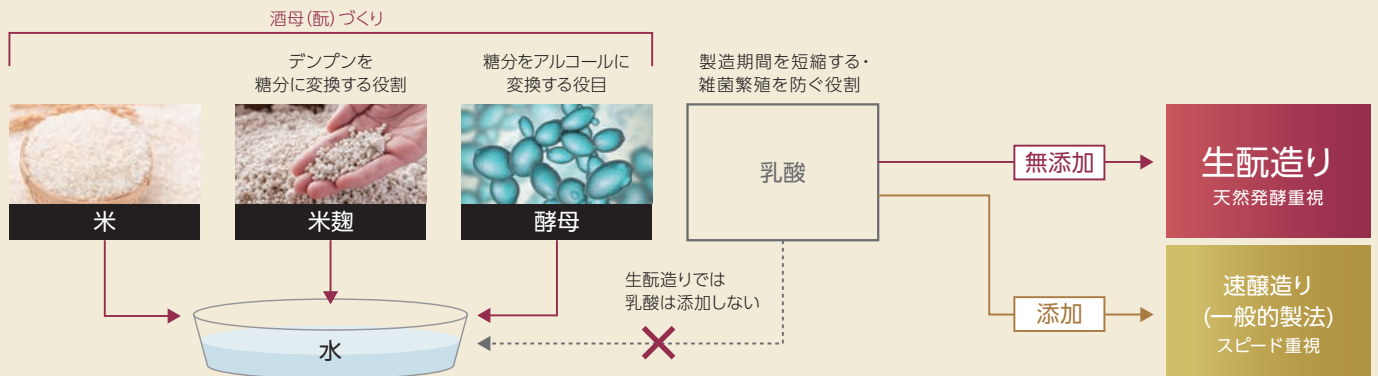 酒母(酛)づくり
デンプンを
糖分に変換する役割
糖分をアルコールに
変換する役目
製造期間を短縮する・
雑菌繁殖を防ぐ役割
米
米麹
酵母
乳酸
無添加
生酛造り
天然発酵重視
生酛造りでは
乳酸は添加しない
水
添加
速醸造り
(一般的製法)
スピード重視